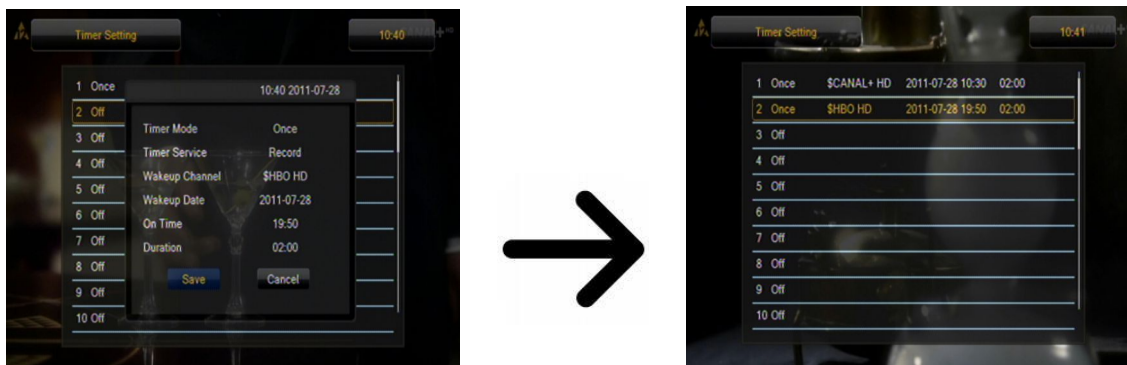 Timer Setting
10:40
1 Once
10:40 2011-07-28
2 Off
Timer Mode Once
3 Off
Timer Service Record
4 Off
Wakeup Channel $HBO HD
5 Off
Wakeup Date 2011-07-28
6 Off
On Time 19:50
7 Off
Duration 02:00
8 Off
Save Cancel
9 Off
10 Off
Timer Setting
10:41
1 Once $CANAL+ HD 2011-07-28 10:30 02:00
2 Once $HBO HD 2011-07-28 19:50 02:00
3 Off
4 Off
5 Off
6 Off
7 Off
8 Off
9 Off
10 Off